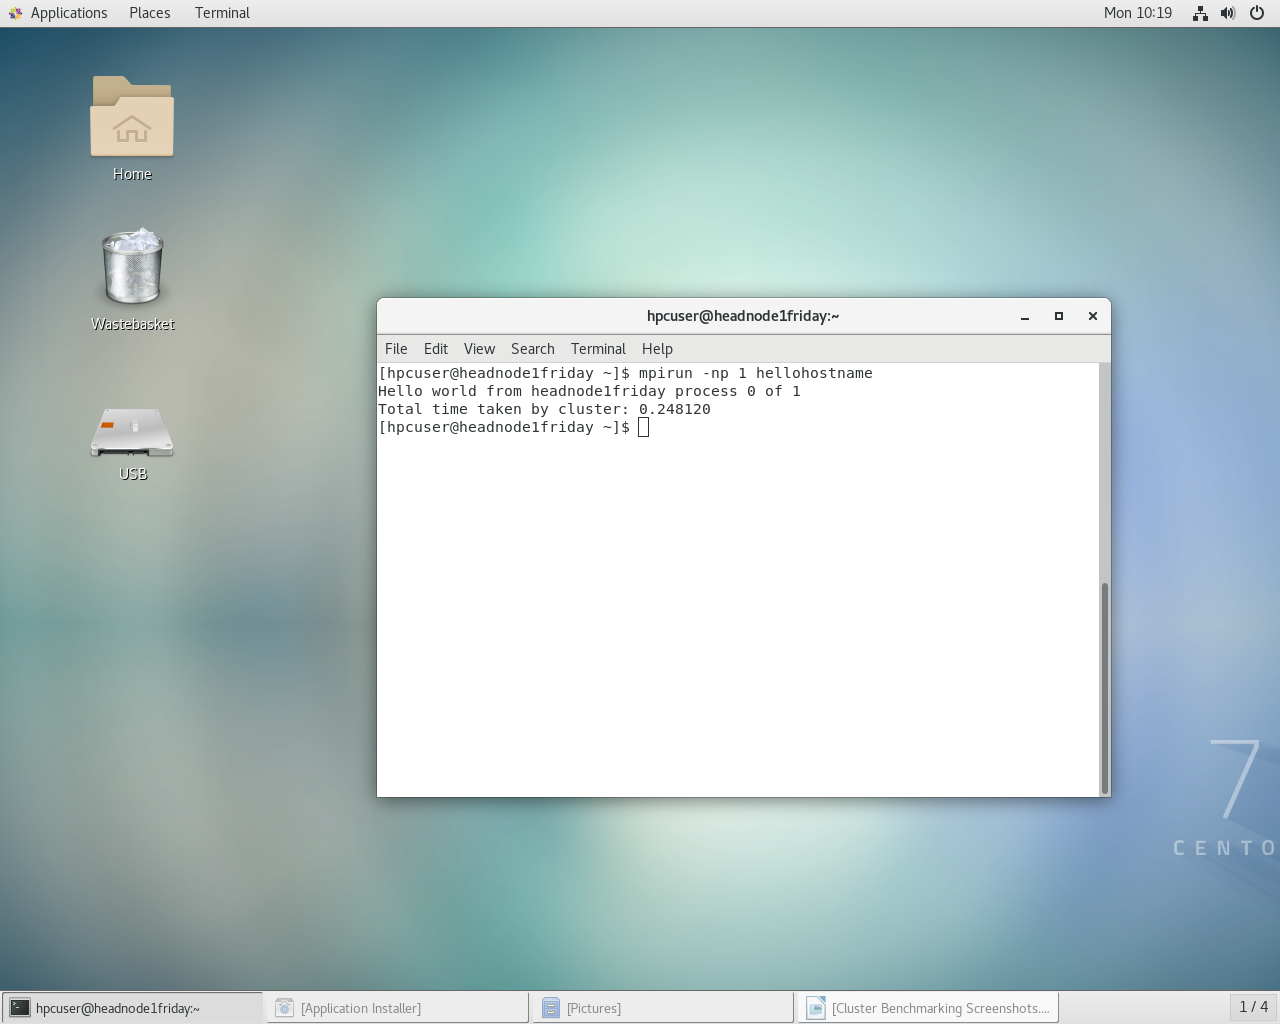 Applications Places Terminal Mon 10:19
Home
Wastebasket
USB
hpcuser@headnode1friday:~
File Edit View Search Terminal Help
[hpcuser@headnode1friday ~]$ mpirun -np 1 hellohostname
Hello world from headnode1friday process 0 of 1
Total time taken by cluster: 0.248120
[hpcuser@headnode1friday ~]$
7
CENTO
hpcuser@headnode1friday:~ [Application Installer] [Pictures] [Cluster Benchmarking Screenshots.... 1 / 4